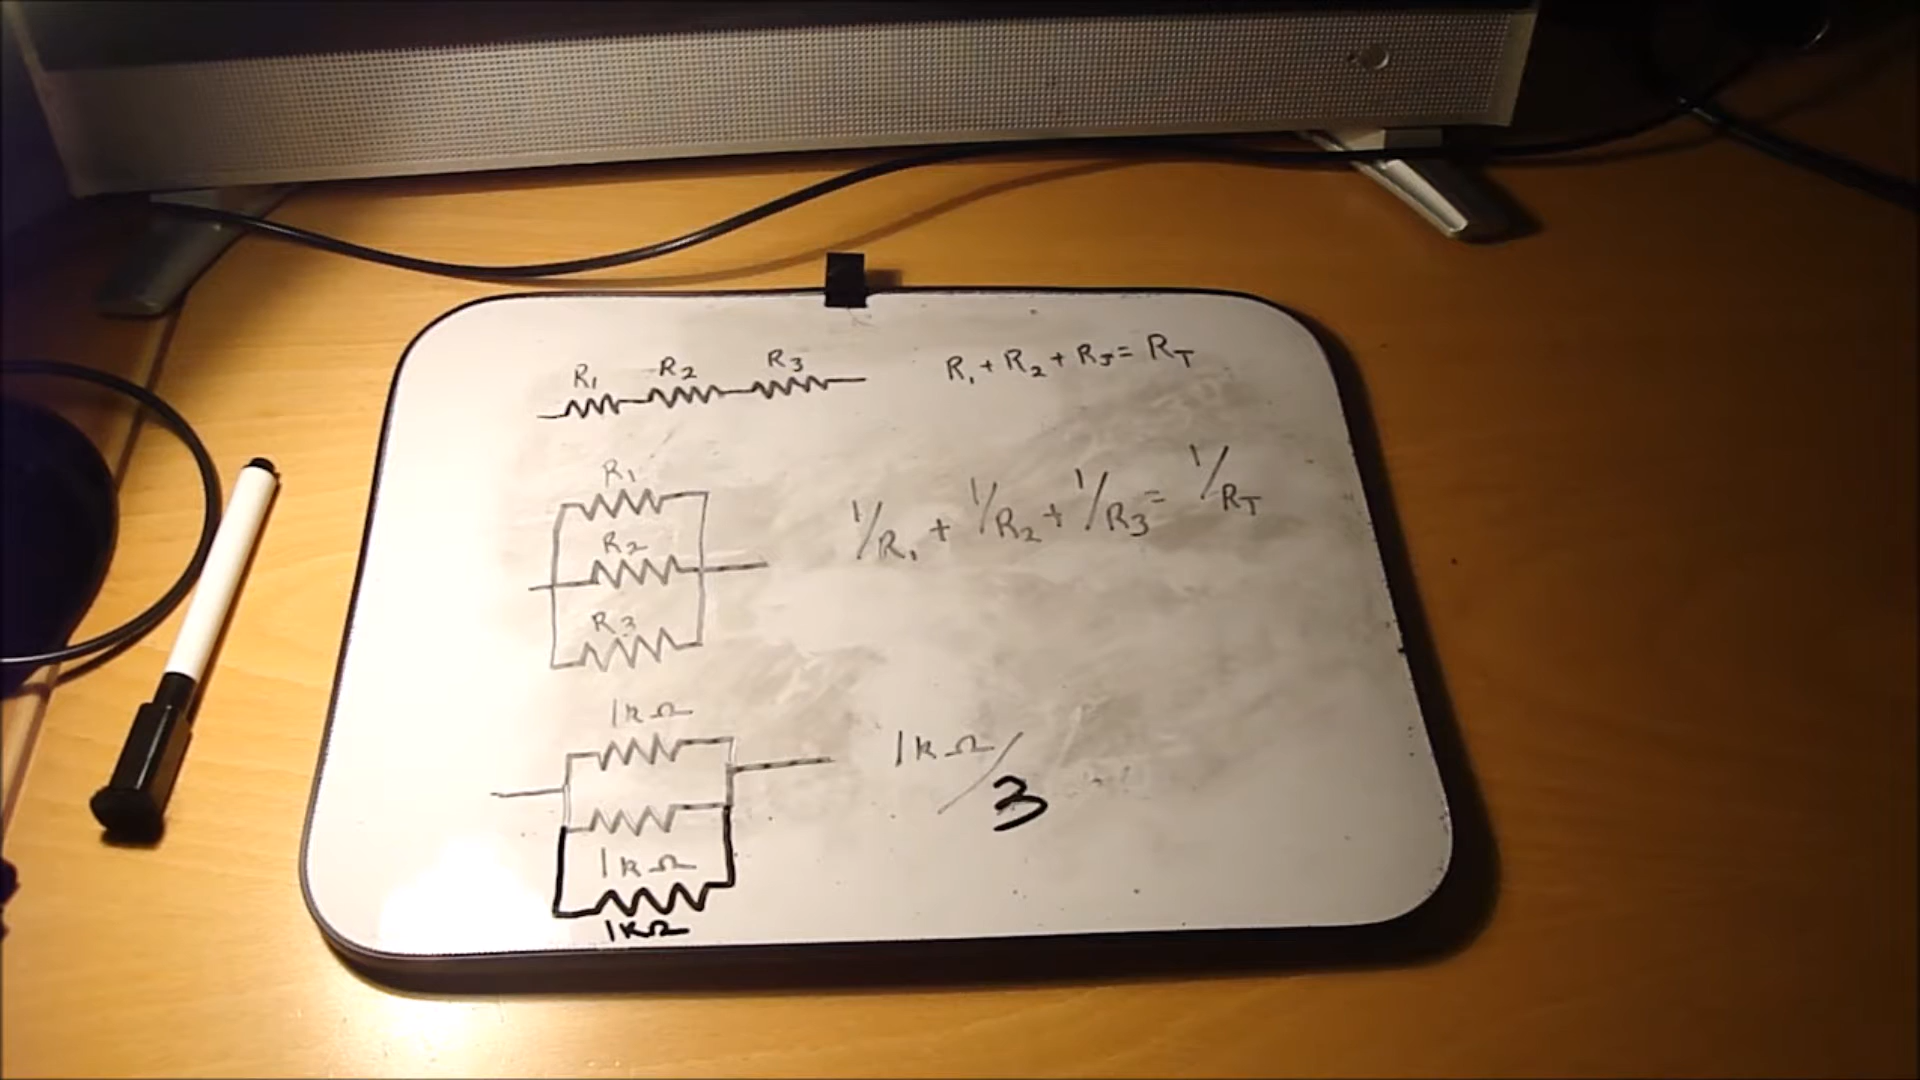 R1 R2 R3
R1 + R2 + R3 = RT
R1
R2
R3
1/R1 + 1/R2 + 1/R3 = 1/RT
1kΩ
1kΩ
1kΩ
1kΩ/3